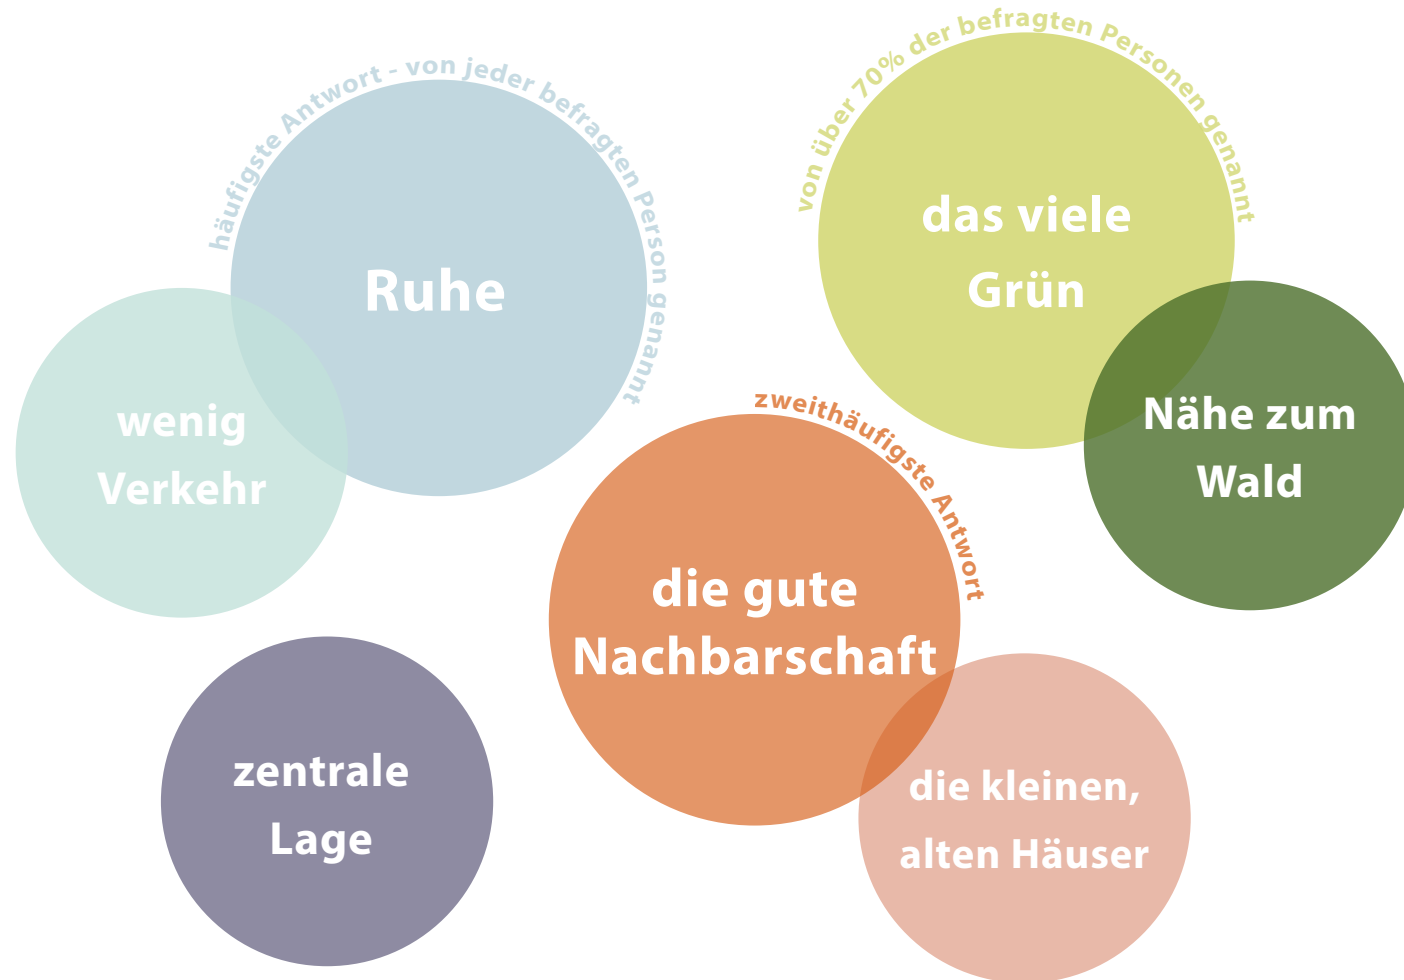 häufigste Antwort - von jeder befragten Person genannt
Ruhe
von über 70% der befragten Personen genannt
das viele
Grün
wenig
Verkehr
Nähe zum
Wald
zweithäufigste Antwort
die gute
Nachbarschaft
zentrale
Lage
die kleinen,
alten Häuser